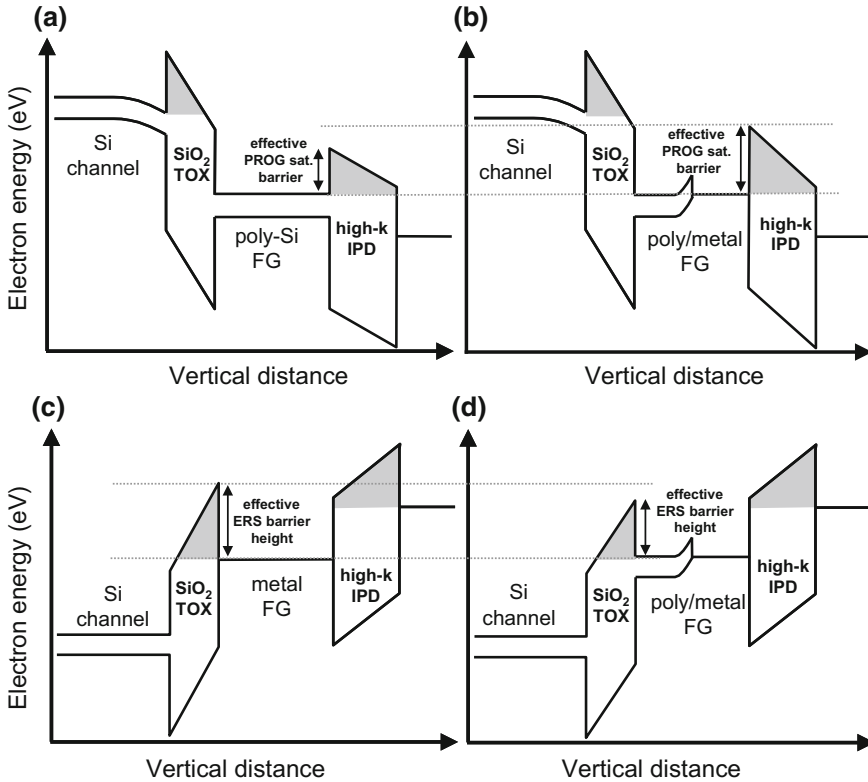 (a)
Electron energy (eV)
Si
channel
SiO2
TOX
effective
PROG sat.
barrier
poly-Si
FG
high-k
IPD
Vertical distance
(b)
Si
channel
SiO2
TOX
effective
PROG sat.
barrier
poly/metal
FG
high-k
IPD
Vertical distance
(c)
Electron energy (eV)
Si
channel
SiO2
TOX
effective
ERS barrier
height
metal
FG
high-k
IPD
Vertical distance
(d)
Si
channel
SiO2
TOX
effective
ERS barrier
height
poly/metal
FG
high-k
IPD
Vertical distance